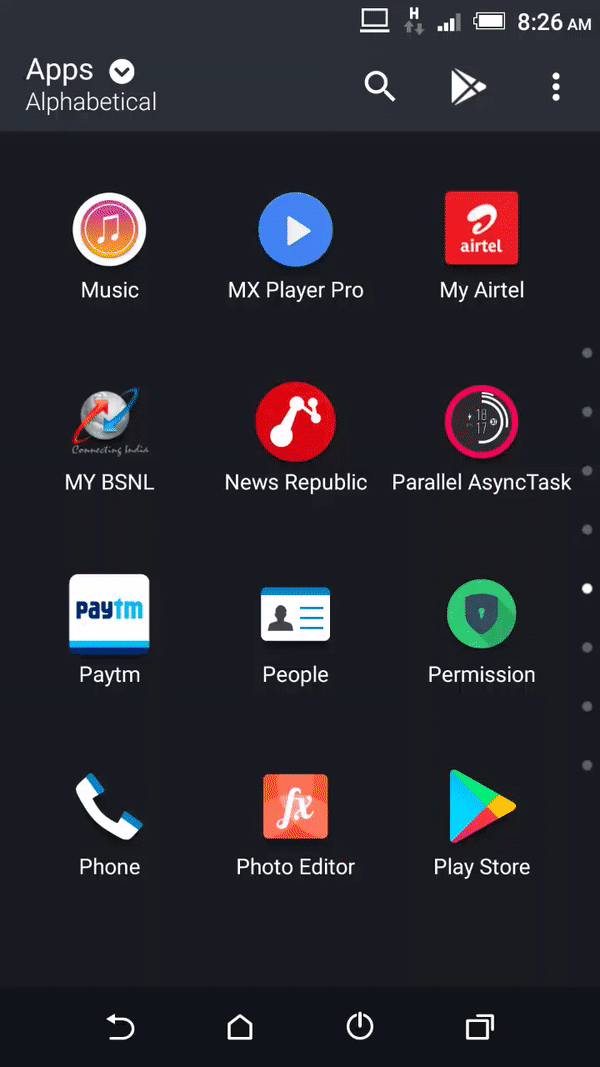 H
8:26 AM
Apps
Alphabetical
airtel
Music
MX Player Pro
My Airtel
Connecting India
18
17
MY BSNL
News Republic
Parallel AsyncTask
paytm
Paytm
People
Permission
fx
Phone
Photo Editor
Play Store